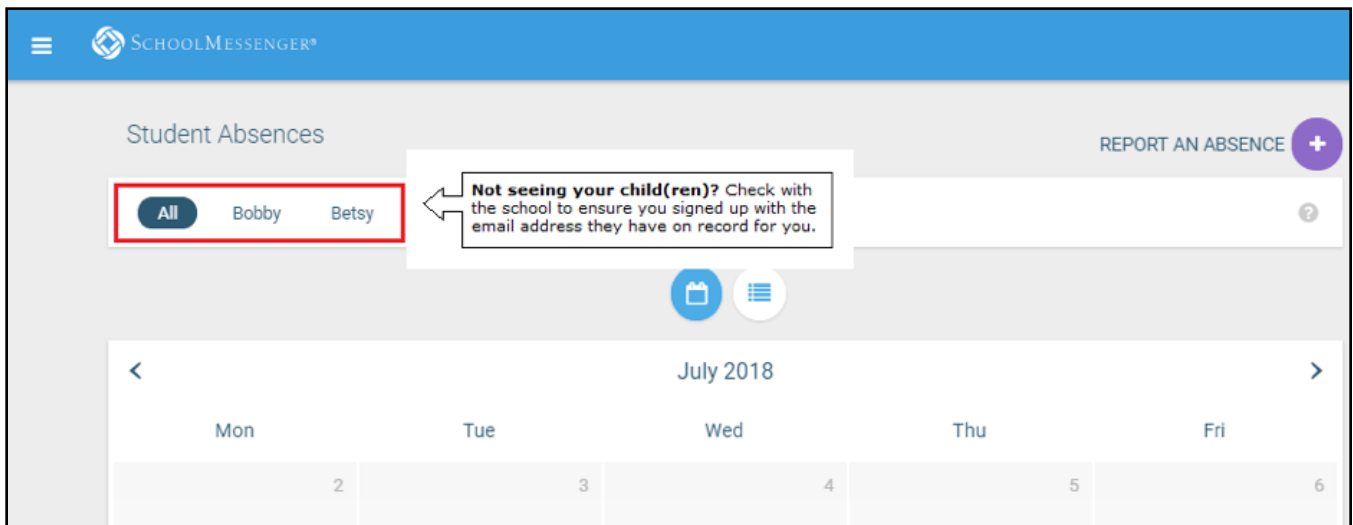 SCHOOLMESSENGER®
Student Absences
REPORT AN ABSENCE +
All Bobby Betsy
Not seeing your child(ren)? Check with
the school to ensure you signed up with the
email address they have on record for you.
?
< July 2018 >
Mon Tue Wed Thu Fri
2 3 4 5 6